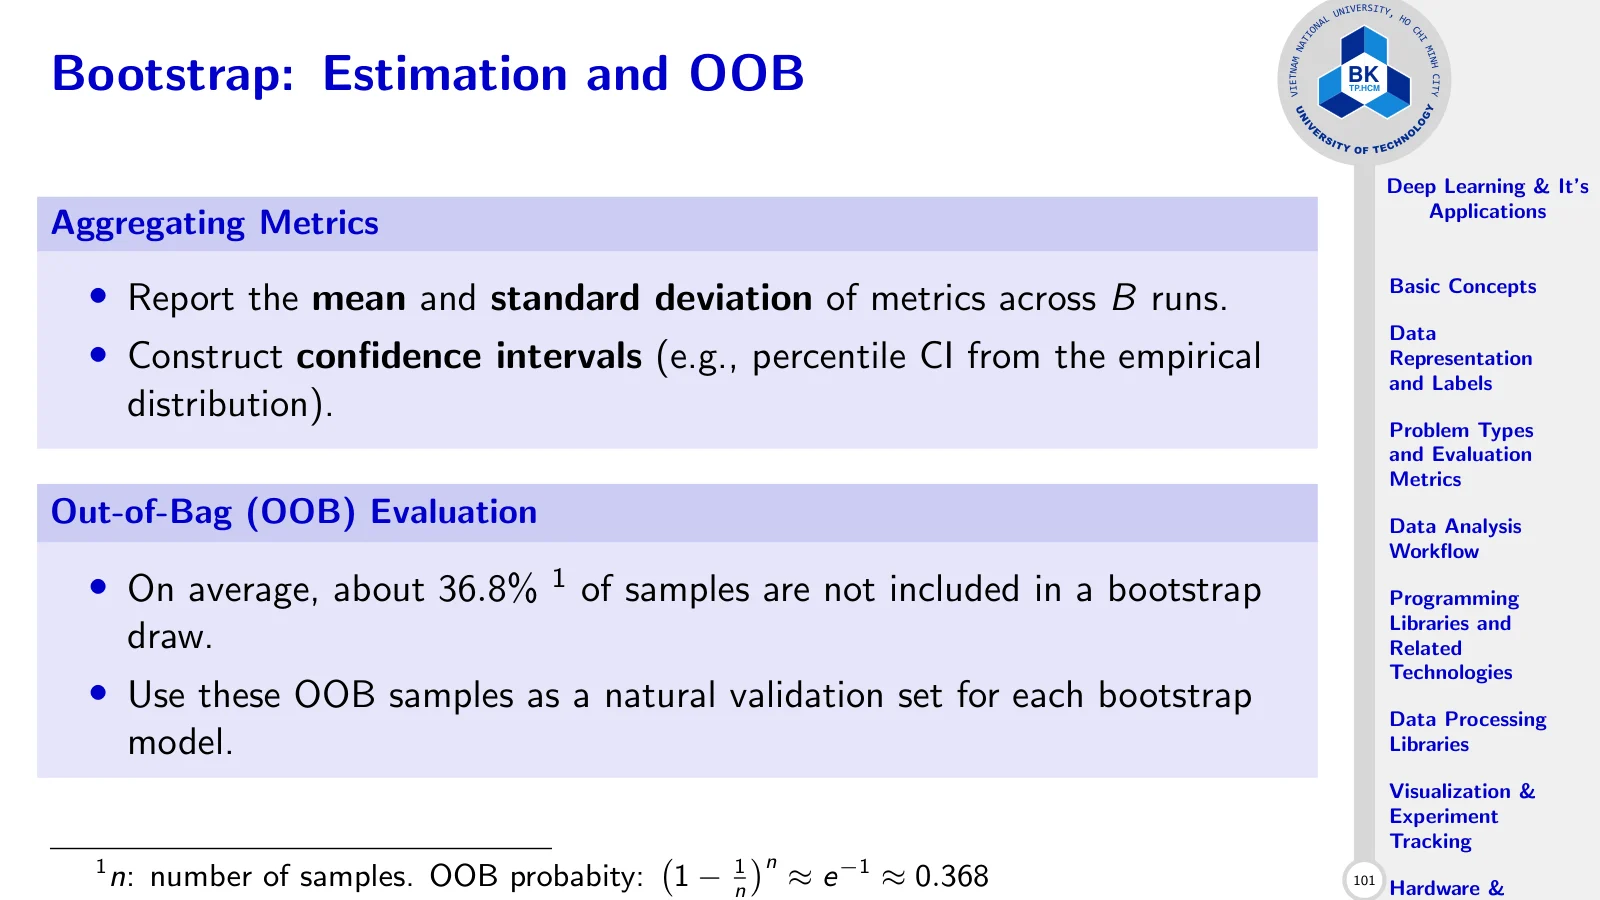 Bootstrap: Estimation and OOB
Aggregating Metrics
• Report the mean and standard deviation of metrics across B runs.
• Construct confidence intervals (e.g., percentile CI from the empirical
distribution).
Out-of-Bag (OOB) Evaluation
• On average, about 36.8% ¹ of samples are not included in a bootstrap
draw.
• Use these OOB samples as a natural validation set for each bootstrap
model.
¹n: number of samples. OOB probabity: (1 − 1/n)ⁿ ≈ e⁻¹ ≈ 0.368
VIETNAM NATIONAL UNIVERSITY, HO CHI MINH CITY
BK
TP.HCM
UNIVERSITY OF TECHNOLOGY
Deep Learning & It's
Applications
Basic Concepts
Data
Representation
and Labels
Problem Types
and Evaluation
Metrics
Data Analysis
Workflow
Programming
Libraries and
Related
Technologies
Data Processing
Libraries
Visualization &
Experiment
Tracking
Hardware &
101